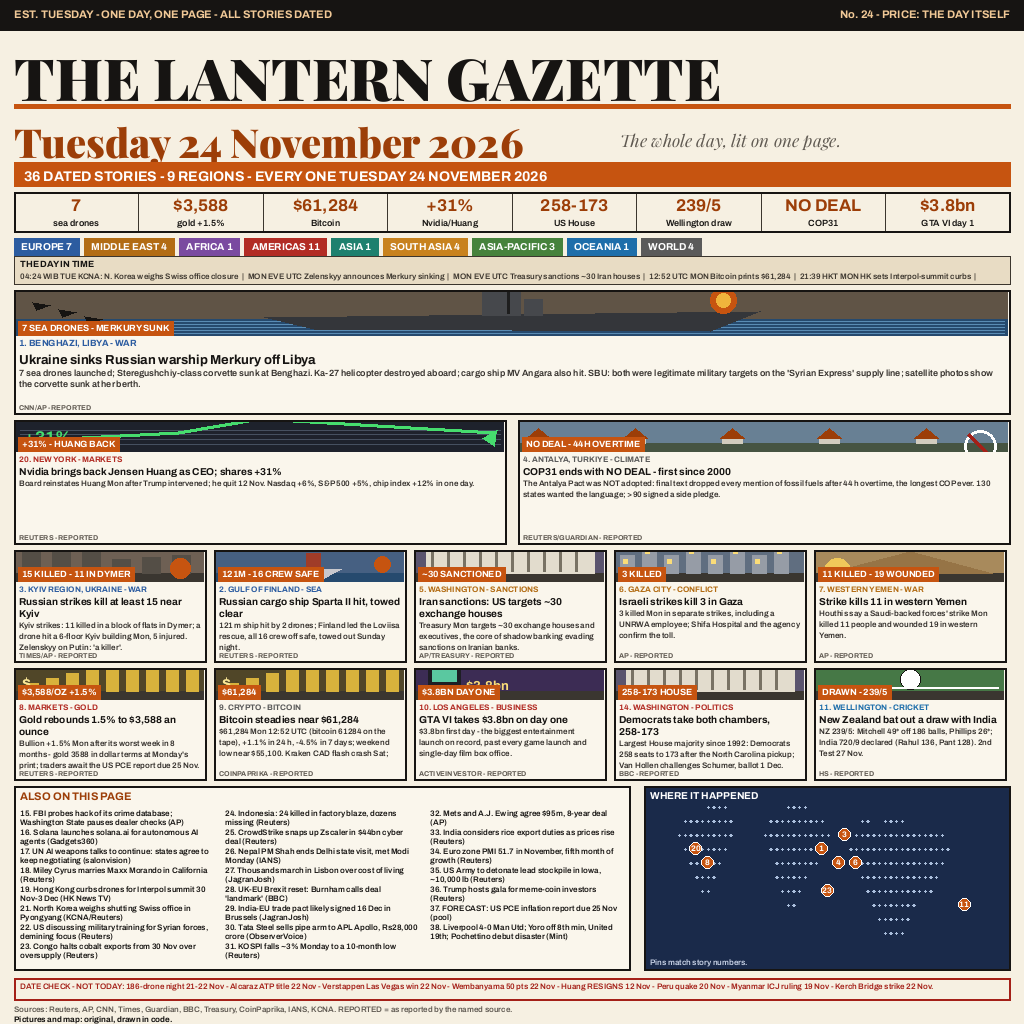 EST. TUESDAY - ONE DAY, ONE PAGE - ALL STORIES DATED
No. 24 - PRICE: THE DAY ITSELF
THE LANTERN GAZETTE
Tuesday 24 November 2026
The whole day, lit on one page.
36 DATED STORIES - 9 REGIONS - EVERY ONE TUESDAY 24 NOVEMBER 2026
7
sea drones
$3,588
gold +1.5%
$61,284
Bitcoin
+31%
Nvidia/Huang
258-173
US House
239/5
Wellington draw
NO DEAL
COP31
$3.8bn
GTA VI day 1
EUROPE 7
MIDDLE EAST 4
AFRICA 1
AMERICAS 11
ASIA 1
SOUTH ASIA 4
ASIA-PACIFIC 3
OCEANIA 1
WORLD 4
THE DAY IN TIME
04:24 WIB TUE KCNA: N. Korea weighs Swiss office closure | MON EVE UTC Zelenskyy announces Merkury sinking | MON EVE UTC Treasury sanctions ~30 Iran houses | 12:52 UTC MON Bitcoin prints $61,284 | 21:39 HKT MON HK sets Interpol-summit curbs |
7 SEA DRONES - MERKURY SUNK
1. BENGHAZI, LIBYA - WAR
Ukraine sinks Russian warship Merkury off Libya
7 sea drones launched; Steregushchiy-class corvette sunk at Benghazi. Ka-27 helicopter destroyed aboard; cargo ship MV Angara also hit. SBU: both were legitimate military targets on the 'Syrian Express' supply line; satellite photos show
the corvette sunk at her berth.
CNN/AP - REPORTED
+31%
+31% - HUANG BACK
20. NEW YORK - MARKETS
Nvidia brings back Jensen Huang as CEO; shares +31%
Board reinstates Huang Mon after Trump intervened; he quit 12 Nov. Nasdaq +6%, S&P500 +5%, chip index +12% in one day.
REUTERS - REPORTED
NO DEAL - 44H OVERTIME
4. ANTALYA, TURKIYE - CLIMATE
COP31 ends with NO DEAL - first since 2000
The Antalya Pact was NOT adopted: final text dropped every mention of fossil fuels after 44 h overtime, the longest COP ever. 130
states wanted the language; >90 signed a side pledge.
REUTERS/GUARDIAN - REPORTED
15 KILLED - 11 IN DYMER
3. KYIV REGION, UKRAINE - WAR
Russian strikes kill at least 15 near
Kyiv
Kyiv strikes: 11 killed in a block of flats in Dymer; a
drone hit a 6-floor Kyiv building Mon, 5 injured.
Zelenskyy on Putin: 'a killer'.
TIMES/AP - REPORTED
121M - 16 CREW SAFE
2. GULF OF FINLAND - SEA
Russian cargo ship Sparta II hit, towed
clear
121 m ship hit by 2 drones; Finland led the Loviisa
rescue, all 16 crew off safe, towed out Sunday
night.
REUTERS - REPORTED
~30 SANCTIONED
5. WASHINGTON - SANCTIONS
Iran sanctions: US targets ~30
exchange houses
Treasury Mon targets ~30 exchange houses and
executives, the core of shadow banking evading
sanctions on Iranian banks.
AP/TREASURY - REPORTED
3 KILLED
6. GAZA CITY - CONFLICT
Israeli strikes kill 3 in Gaza
3 killed Mon in separate strikes, including a
UNRWA employee; Shifa Hospital and the agency
confirm the toll.
AP - REPORTED
11 KILLED - 19 WOUNDED
7. WESTERN YEMEN - WAR
Strike kills 11 in western Yemen
Houthi say a Saudi-backed forces' strike Mon
killed 11 people and wounded 19 in western
Yemen.
AP - REPORTED
$
$3,588/OZ +1.5%
8. MARKETS - GOLD
Gold rebounds 1.5% to $3,588 an
ounce
Bullion +1.5% Mon after its worst week in 8
months - gold 3588 in dollar terms at Monday's
print; traders await the US PCE report due 25 Nov.
REUTERS - REPORTED
$
$61,284
9. CRYPTO - BITCOIN
Bitcoin steadies near $61,284
$61,284 Mon 12:52 UTC (bitcoin 61284 on the
tape), +1.1% in 24 h, -4.5% in 7 days; weekend
low near $55,100. Kraken CAD flash crash Sat;
COINPAPRIKA - REPORTED
$3.8bn
$3.8BN DAY ONE
10. LOS ANGELES - BUSINESS
GTA VI takes $3.8bn on day one
$3.8bn first day - the biggest entertainment
launch on record, past every game launch and
single-day film box office.
ACTIVEINVESTOR - REPORTED
258-173 HOUSE
14. WASHINGTON - POLITICS
Democrats take both chambers,
258-173
Largest House majority since 1992: Democrats
258 seats to 173 after the North Carolina pickup;
Van Hollen challenges Schumer, ballot 1 Dec.
BBC - REPORTED
DRAWN - 239/5
11. WELLINGTON - CRICKET
New Zealand bat out a draw with India
NZ 239/5: Mitchell 49* off 186 balls, Phillips 26*;
India 720/9 declared (Rahul 136, Pant 128). 2nd
Test 27 Nov.
HS - REPORTED
ALSO ON THIS PAGE
15. FBI probes hack of its crime database;
Washington State pauses dealer checks (AP)
16. Solana launches solana.ai for autonomous AI
agents (Gadgets360)
17. UN AI weapons talks to continue: states agree to
keep negotiating (salonvision)
18. Miley Cyrus marries Maxx Morando in California
(Reuters)
19. Hong Kong curbs drones for Interpol summit 30
Nov-3 Dec (HK News TV)
21. North Korea weighs shutting Swiss office in
Pyongyang (KCNA/Reuters)
22. US discussing military training for Syrian forces,
demining focus (Reuters)
23. Congo halts cobalt exports from 30 Nov over
oversupply (Reuters)
24. Indonesia: 24 killed in factory blaze, dozens
missing (Reuters)
25. CrowdStrike snaps up Zscaler in $44bn cyber
deal (Reuters)
26. Nepal PM Shah ends Delhi state visit, met Modi
Monday (IANS)
27. Thousands march in Lisbon over cost of living
(JagranJosh)
28. UK-EU Brexit reset: Burnham calls deal
'landmark' (BBC)
29. India-EU trade pact likely signed 16 Dec in
Brussels (JagranJosh)
30. Tata Steel sells pipe arm to APL Apollo, Rs28,000
crore (ObserverVoice)
31. KOSPI falls ~3% Monday to a 10-month low
(Reuters)
32. Mets and A.J. Ewing agree $95m, 8-year deal
(AP)
33. India considers rice export duties as prices rise
(Reuters)
34. Euro zone PMI 51.7 in November, fifth month of
growth (Reuters)
35. US Army to detonate lead stockpile in Iowa,
~10,000 lb (Reuters)
36. Trump hosts gala for meme-coin investors
(Reuters)
37. FORECAST: US PCE inflation report due 25 Nov
(pool)
38. Liverpool 4-0 Man Utd; Yoro off 8th min, United
19th; Pochettino debut disaster (Mint)
WHERE IT HAPPENED
3
20
1
8
4
6
23
11
Pins match story numbers.
DATE CHECK - NOT TODAY: 186-drone night 21-22 Nov - Alcaraz ATP title 22 Nov - Verstappen Las Vegas win 22 Nov - Wembanyama 50 pts 22 Nov - Huang RESIGNS 12 Nov - Peru quake 20 Nov - Myanmar ICJ ruling 19 Nov - Kerch Bridge strike 22 Nov.
Sources: Reuters, AP, CNN, Times, Guardian, BBC, Treasury, CoinPaprika, IANS, KCNA. REPORTED = as reported by the named source.
Pictures and map: original, drawn in code.